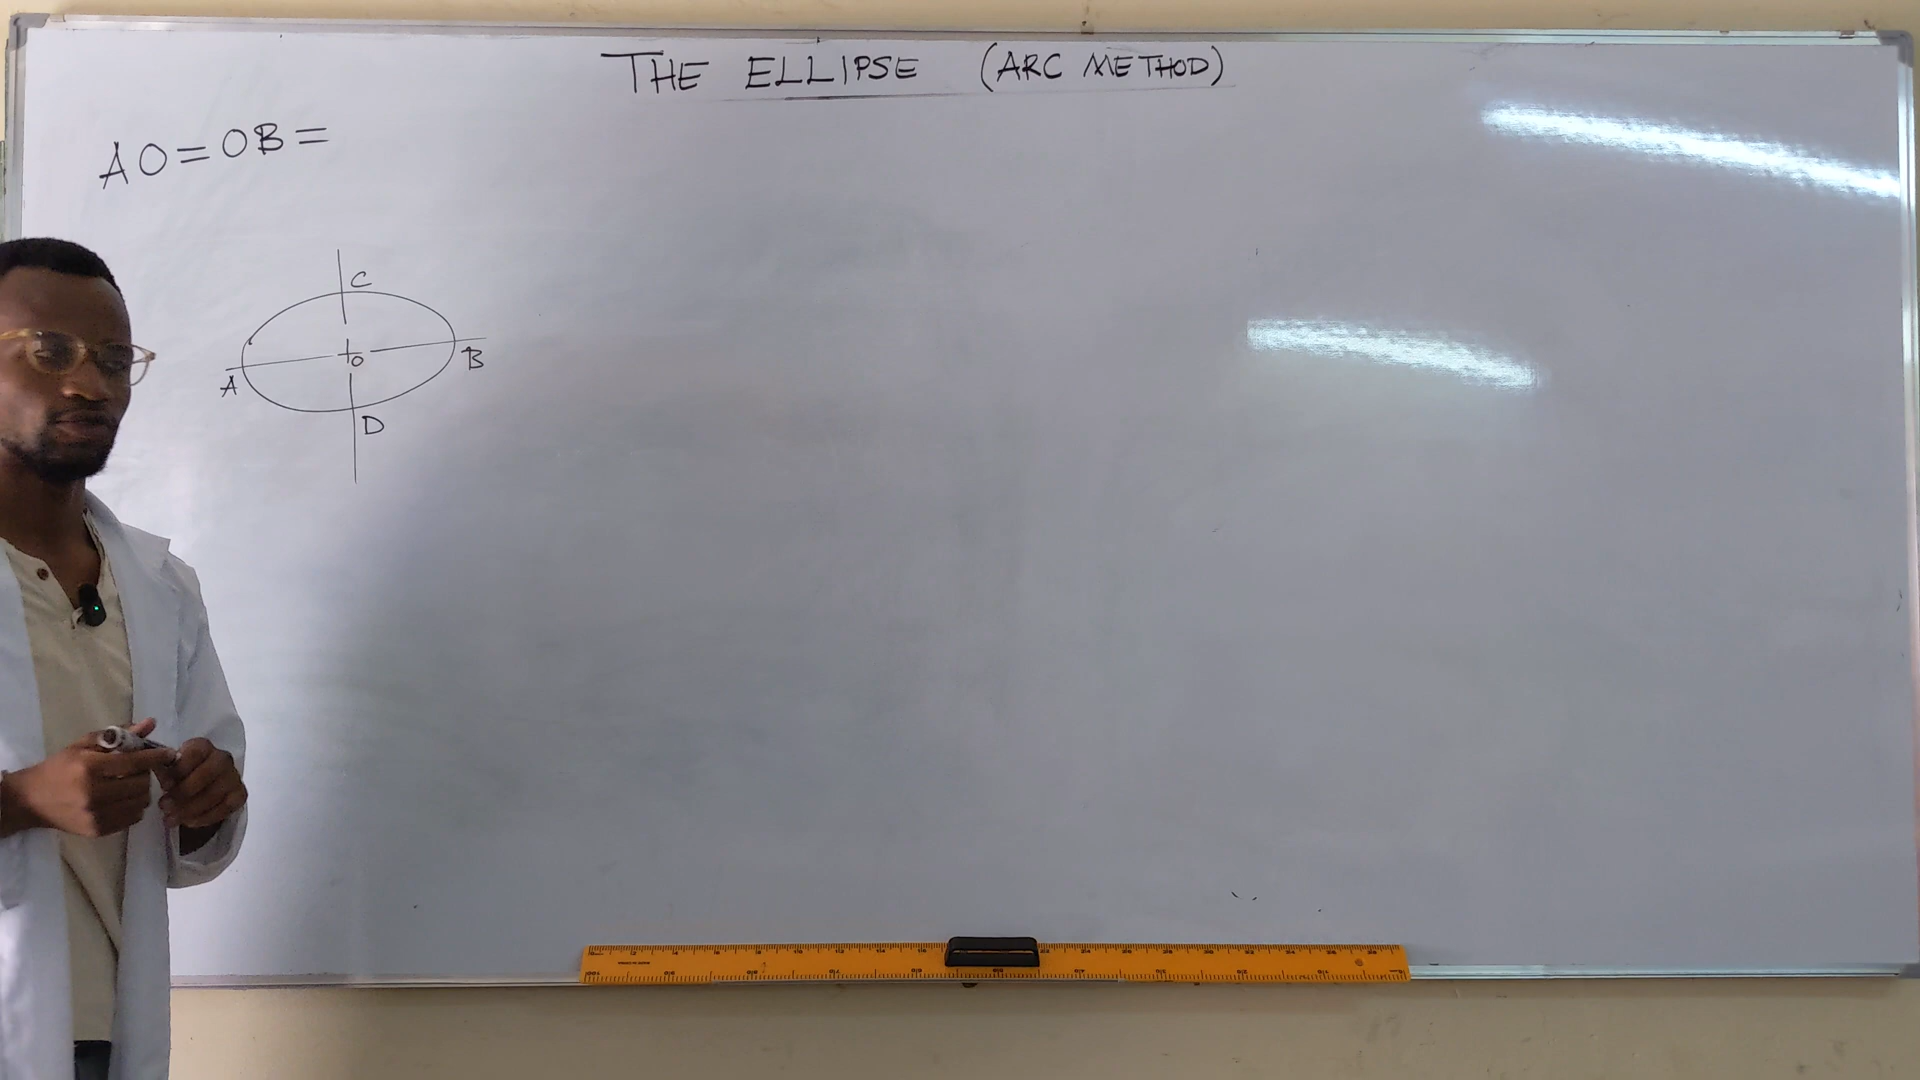 THE ELLIPSE (ARC METHOD)
AO = OB =
C
O
B
A
D